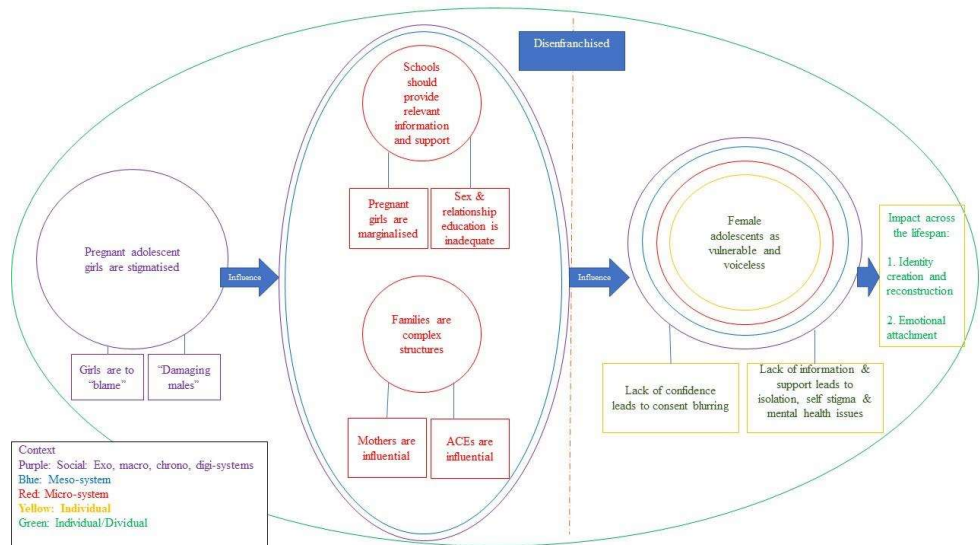 Disenfranchised
Schools
should
provide
relevant
information
and support
Pregnant
girls are
marginalised
Sex &
relationship
education is
inadequate
Pregnant adolescent
girls are stigmatised
Influence
Girls are to
“blame”
“Damaging
males”
Families are
complex
structures
Mothers are
influential
ACEs are
influential
Influence
Female
adolescents as
vulnerable and
voiceless
Lack of confidence
leads to consent blurring
Lack of information &
support leads to
isolation, self stigma &
mental health issues
Impact across
the lifespan:
1. Identity
creation and
reconstruction
2. Emotional
attachment
Context
Purple: Social: Exo, macro, chrono, digi-systems
Blue: Meso-system
Red: Micro-system
Yellow: Individual
Green: Individual/Dividual